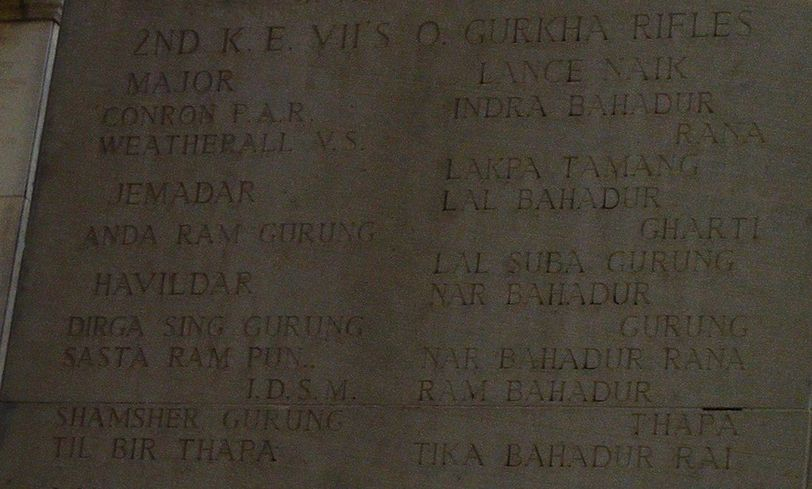 2ND K. E. VII'S O. GURKHA RIFLES
MAJOR
CONRON P.A.R.
WEATHERALL V.S.
JEMADAR
ANDA RAM GURUNG
HAVILDAR
DIRGA SING GURUNG
SASTA RAM PUN.
I.D.S.M.
SHAMSHER GURUNG
TIL BIR THAPA
LANCE NAIK
INDRA BAHADUR
RANA
LAKPA TAMANG
LAL BAHADUR
GHARTI
LAL SUBA GURUNG
NAR BAHADUR
GURUNG
NAR BAHADUR RANA
RAM BAHADUR
THAPA
TIKA BAHADUR RAI